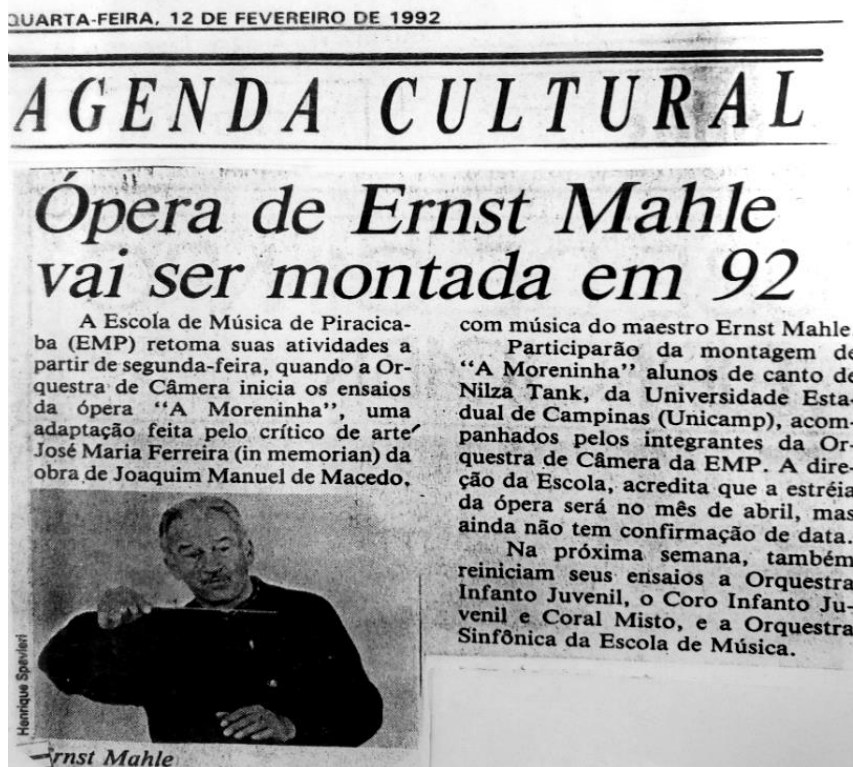 QUARTA-FEIRA, 12 DE FEVEREIRO DE 1992
AGENDA CULTURAL
Ópera de Ernst Mahle
vai ser montada em 92
A Escola de Música de Piracica-
ba (EMP) retoma suas atividades a
partir de segunda-feira, quando a Or-
questra de Câmera inicia os ensaios
da ópera “A Moreninha”, uma
adaptação feita pelo crítico de arte
José Maria Ferreira (in memorian) da
obra de Joaquim Manuel de Macedo,
Henrique Spavieri
Ernst Mahle
com música do maestro Ernst Mahle
Participarão da montagem de
“A Moreninha” alunos de canto de
Nilza Tank, da Universidade Esta-
dual de Campinas (Unicamp), acom-
panhados pelos integrantes da Or-
questra de Câmera da EMP. A dire-
ção da Escola, acredita que a estréia
da ópera será no mês de abril, mas
ainda não tem confirmação de data.
Na próxima semana, também
reiniciam seus ensaios a Orquestra
Infanto Juvenil, o Coro Infanto Ju-
venil e Coral Misto, e a Orquestra
Sinfônica da Escola de Música.